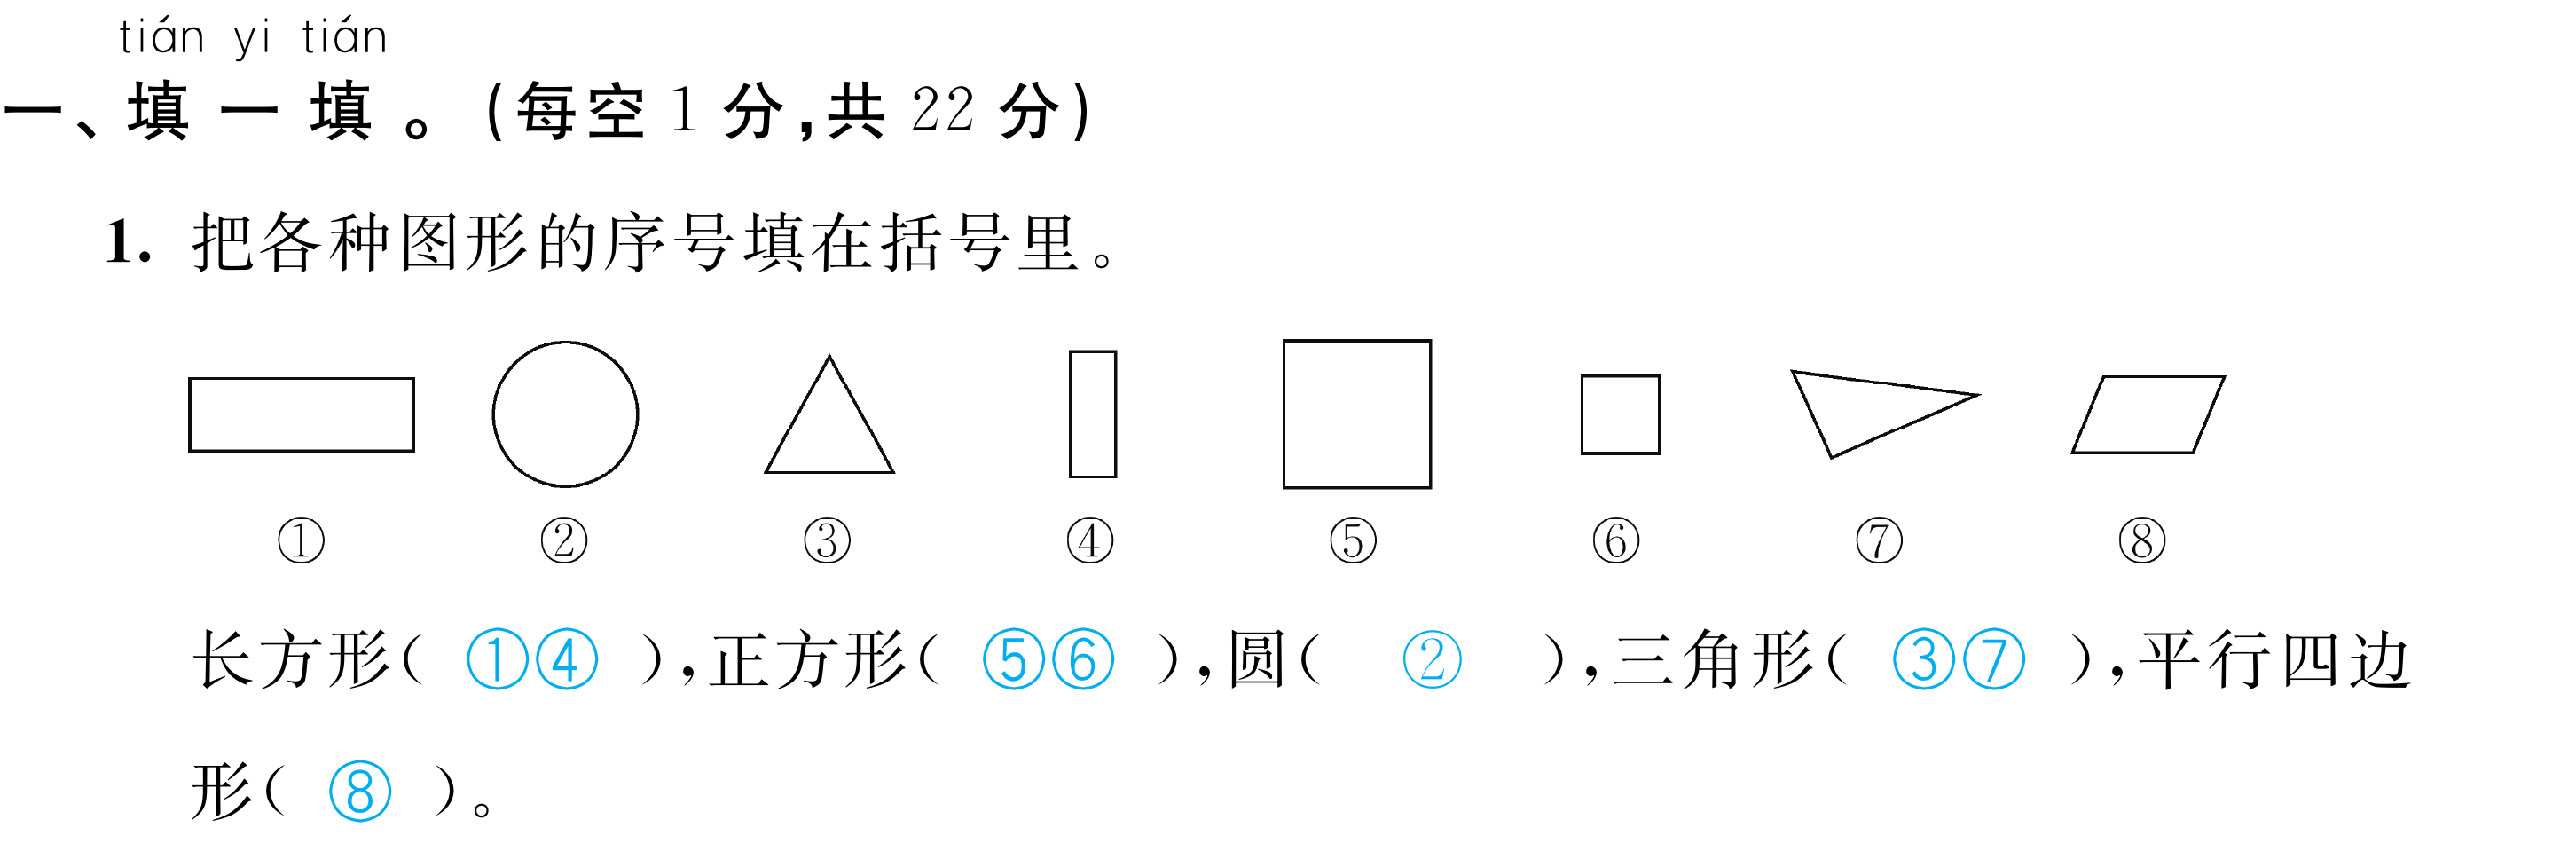 tián yi tián
一、填一填。(每空1分,共22分)
1. 把各种图形的序号填在括号里。
① ② ③ ④ ⑤ ⑥ ⑦ ⑧
长方形( ①④ ),正方形( ⑤⑥ ),圆( ② ),三角形( ③⑦ ),平行四边
形( ⑧ )。